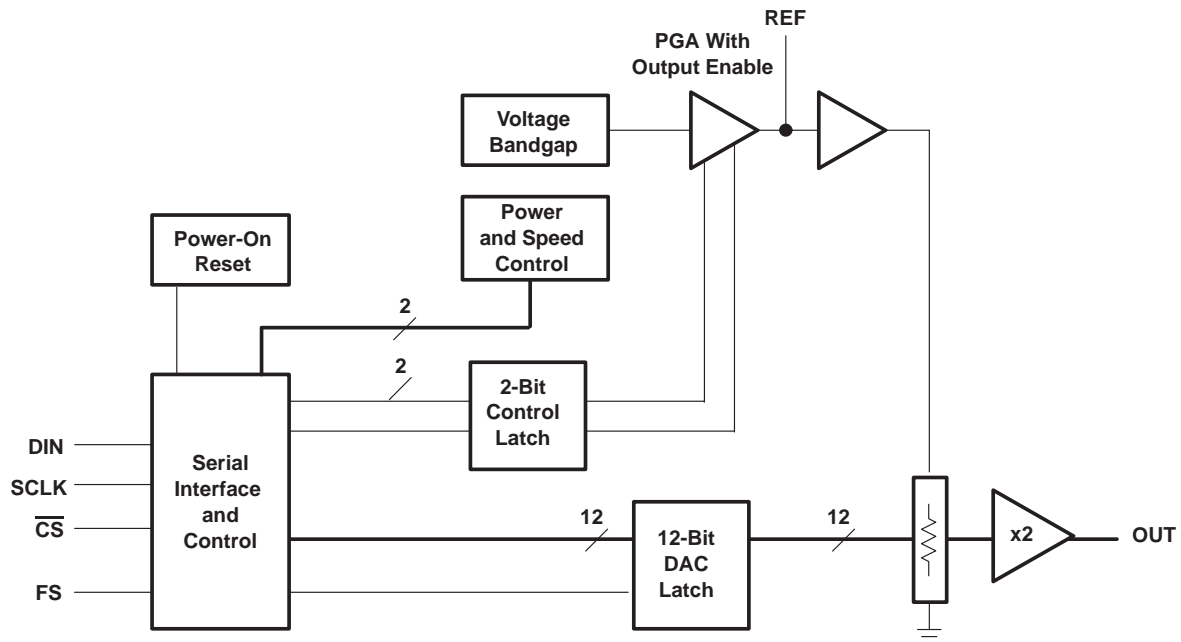 REF
PGA With
Output Enable
Voltage
Bandgap
Power
and Speed
Control
Power-On
Reset
2
2
2-Bit
Control
Latch
DIN
SCLK
CS
FS
Serial
Interface
and
Control
12
12-Bit
DAC
Latch
12
x2
OUT